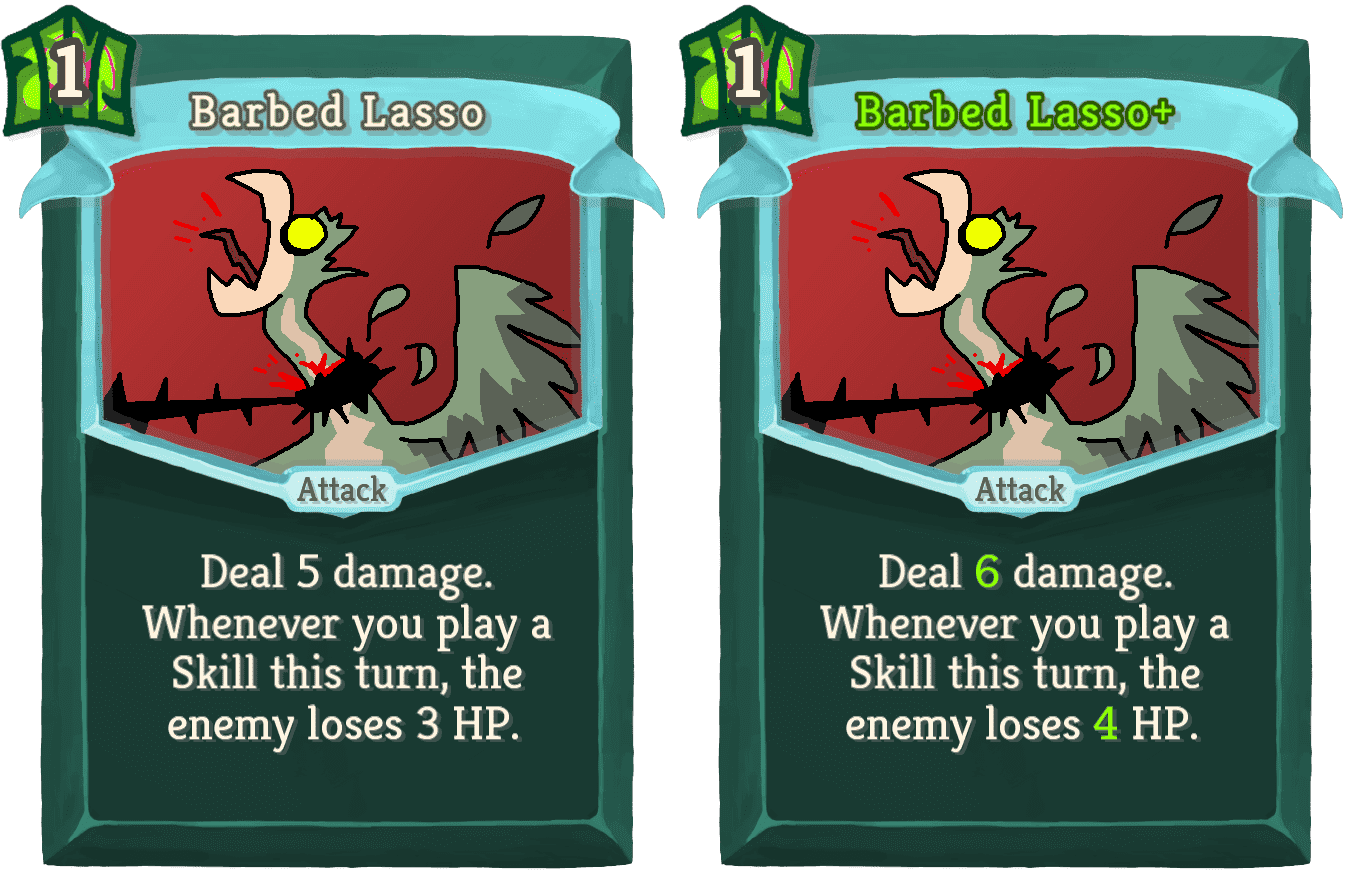 1
Barbed Lasso
Attack
Deal 5 damage.
Whenever you play a
Skill this turn, the
enemy loses 3 HP.
1
Barbed Lasso+
Attack
Deal 6 damage.
Whenever you play a
Skill this turn, the
enemy loses 4 HP.